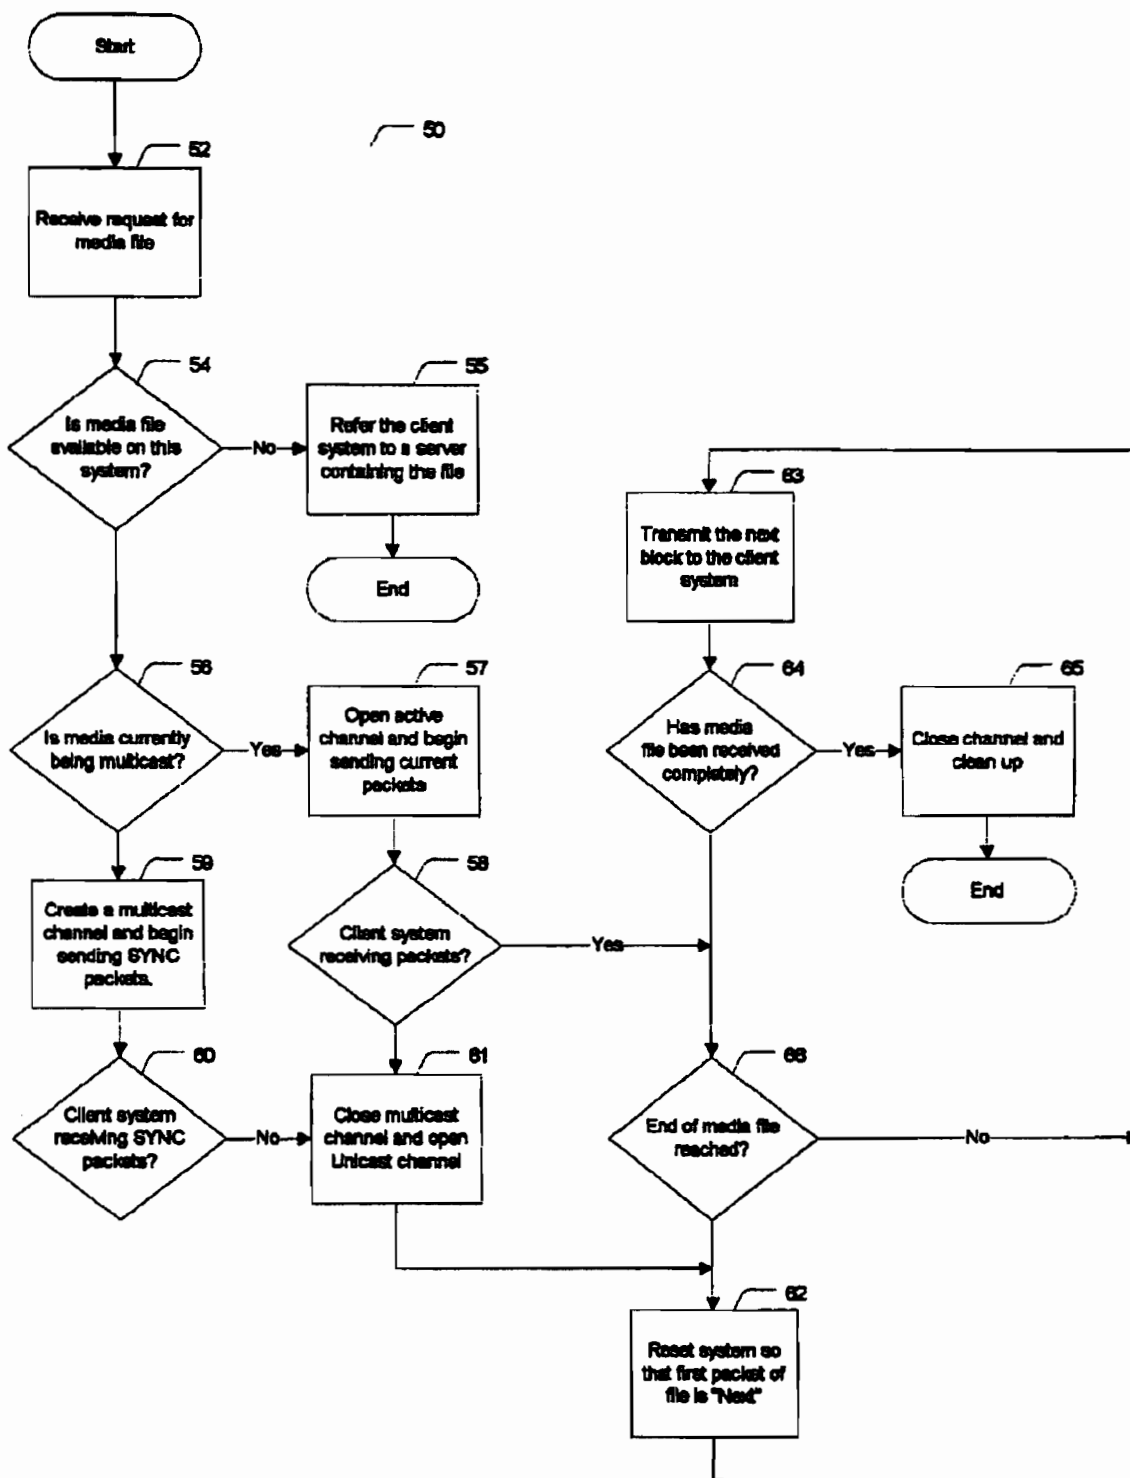 Start
50
52
Receive request for
media file
54
Is media file
available on this
system?
No
55
Refer the client
system to a server
containing the file
End
56
Is media currently
being multicast?
Yes
57
Open active
channel and begin
sending current
packets
59
Create a multicast
channel and begin
sending SYNC
packets.
58
Client system
receiving packets?
Yes
60
Client system
receiving SYNC
packets?
No
61
Close multicast
channel and open
Unicast channel
63
Transmit the next
block to the client
system
64
Has media
file been received
completely?
Yes
65
Close channel and
clean up
End
66
End of media file
reached?
No
62
Reset system so
that first packet of
file is "Next"